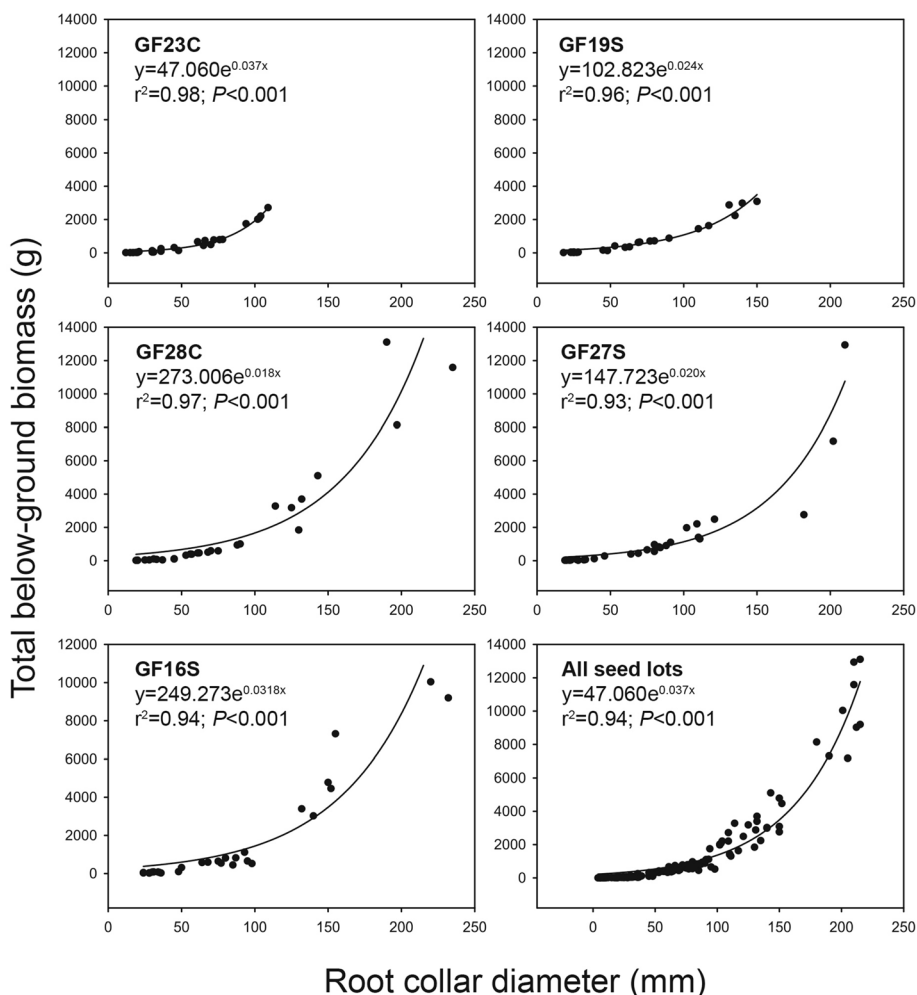 Total below-ground biomass (g)
14000
12000
10000
8000
6000
4000
2000
0
GF23C
y=47.060e^0.037x
r²=0.98; P<0.001
0 50 100 150 200 250
14000
12000
10000
8000
6000
4000
2000
0
GF19S
y=102.823e^0.024x
r²=0.96; P<0.001
0 50 100 150 200 250
14000
12000
10000
8000
6000
4000
2000
0
GF28C
y=273.006e^0.018x
r²=0.97; P<0.001
0 50 100 150 200 250
14000
12000
10000
8000
6000
4000
2000
0
GF27S
y=147.723e^0.020x
r²=0.93; P<0.001
0 50 100 150 200 250
12000
10000
8000
6000
4000
2000
0
GF16S
y=249.273e^0.0318x
r²=0.94; P<0.001
0 50 100 150 200 250
14000
12000
10000
8000
6000
4000
2000
0
All seed lots
y=47.060e^0.037x
r²=0.94; P<0.001
0 50 100 150 200 250
Root collar diameter (mm)